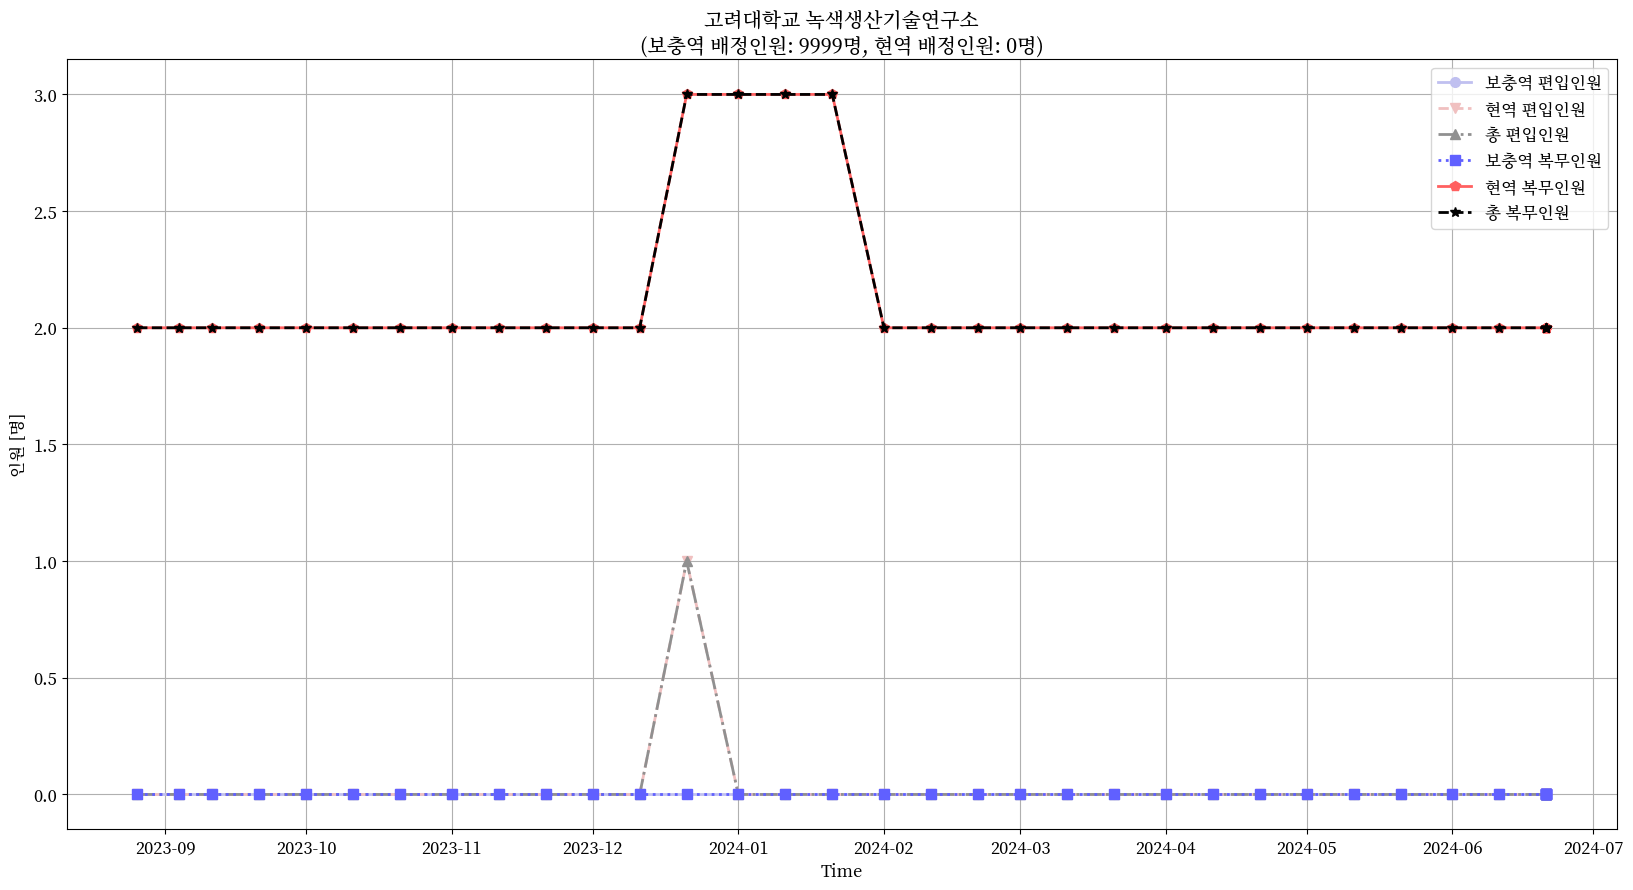 고려대학교 녹색생산기술연구소
(보충역 배정인원: 9999명, 현역 배정인원: 0명)
보충역 편입인원
현역 편입인원
총 편입인원
보충역 복무인원
현역 복무인원
총 복무인원
인원 [명]
3.0
2.5
2.0
1.5
1.0
0.5
0.0
2023-09
2023-10
2023-11
2023-12
2024-01
2024-02
2024-03
2024-04
2024-05
2024-06
2024-07
Time